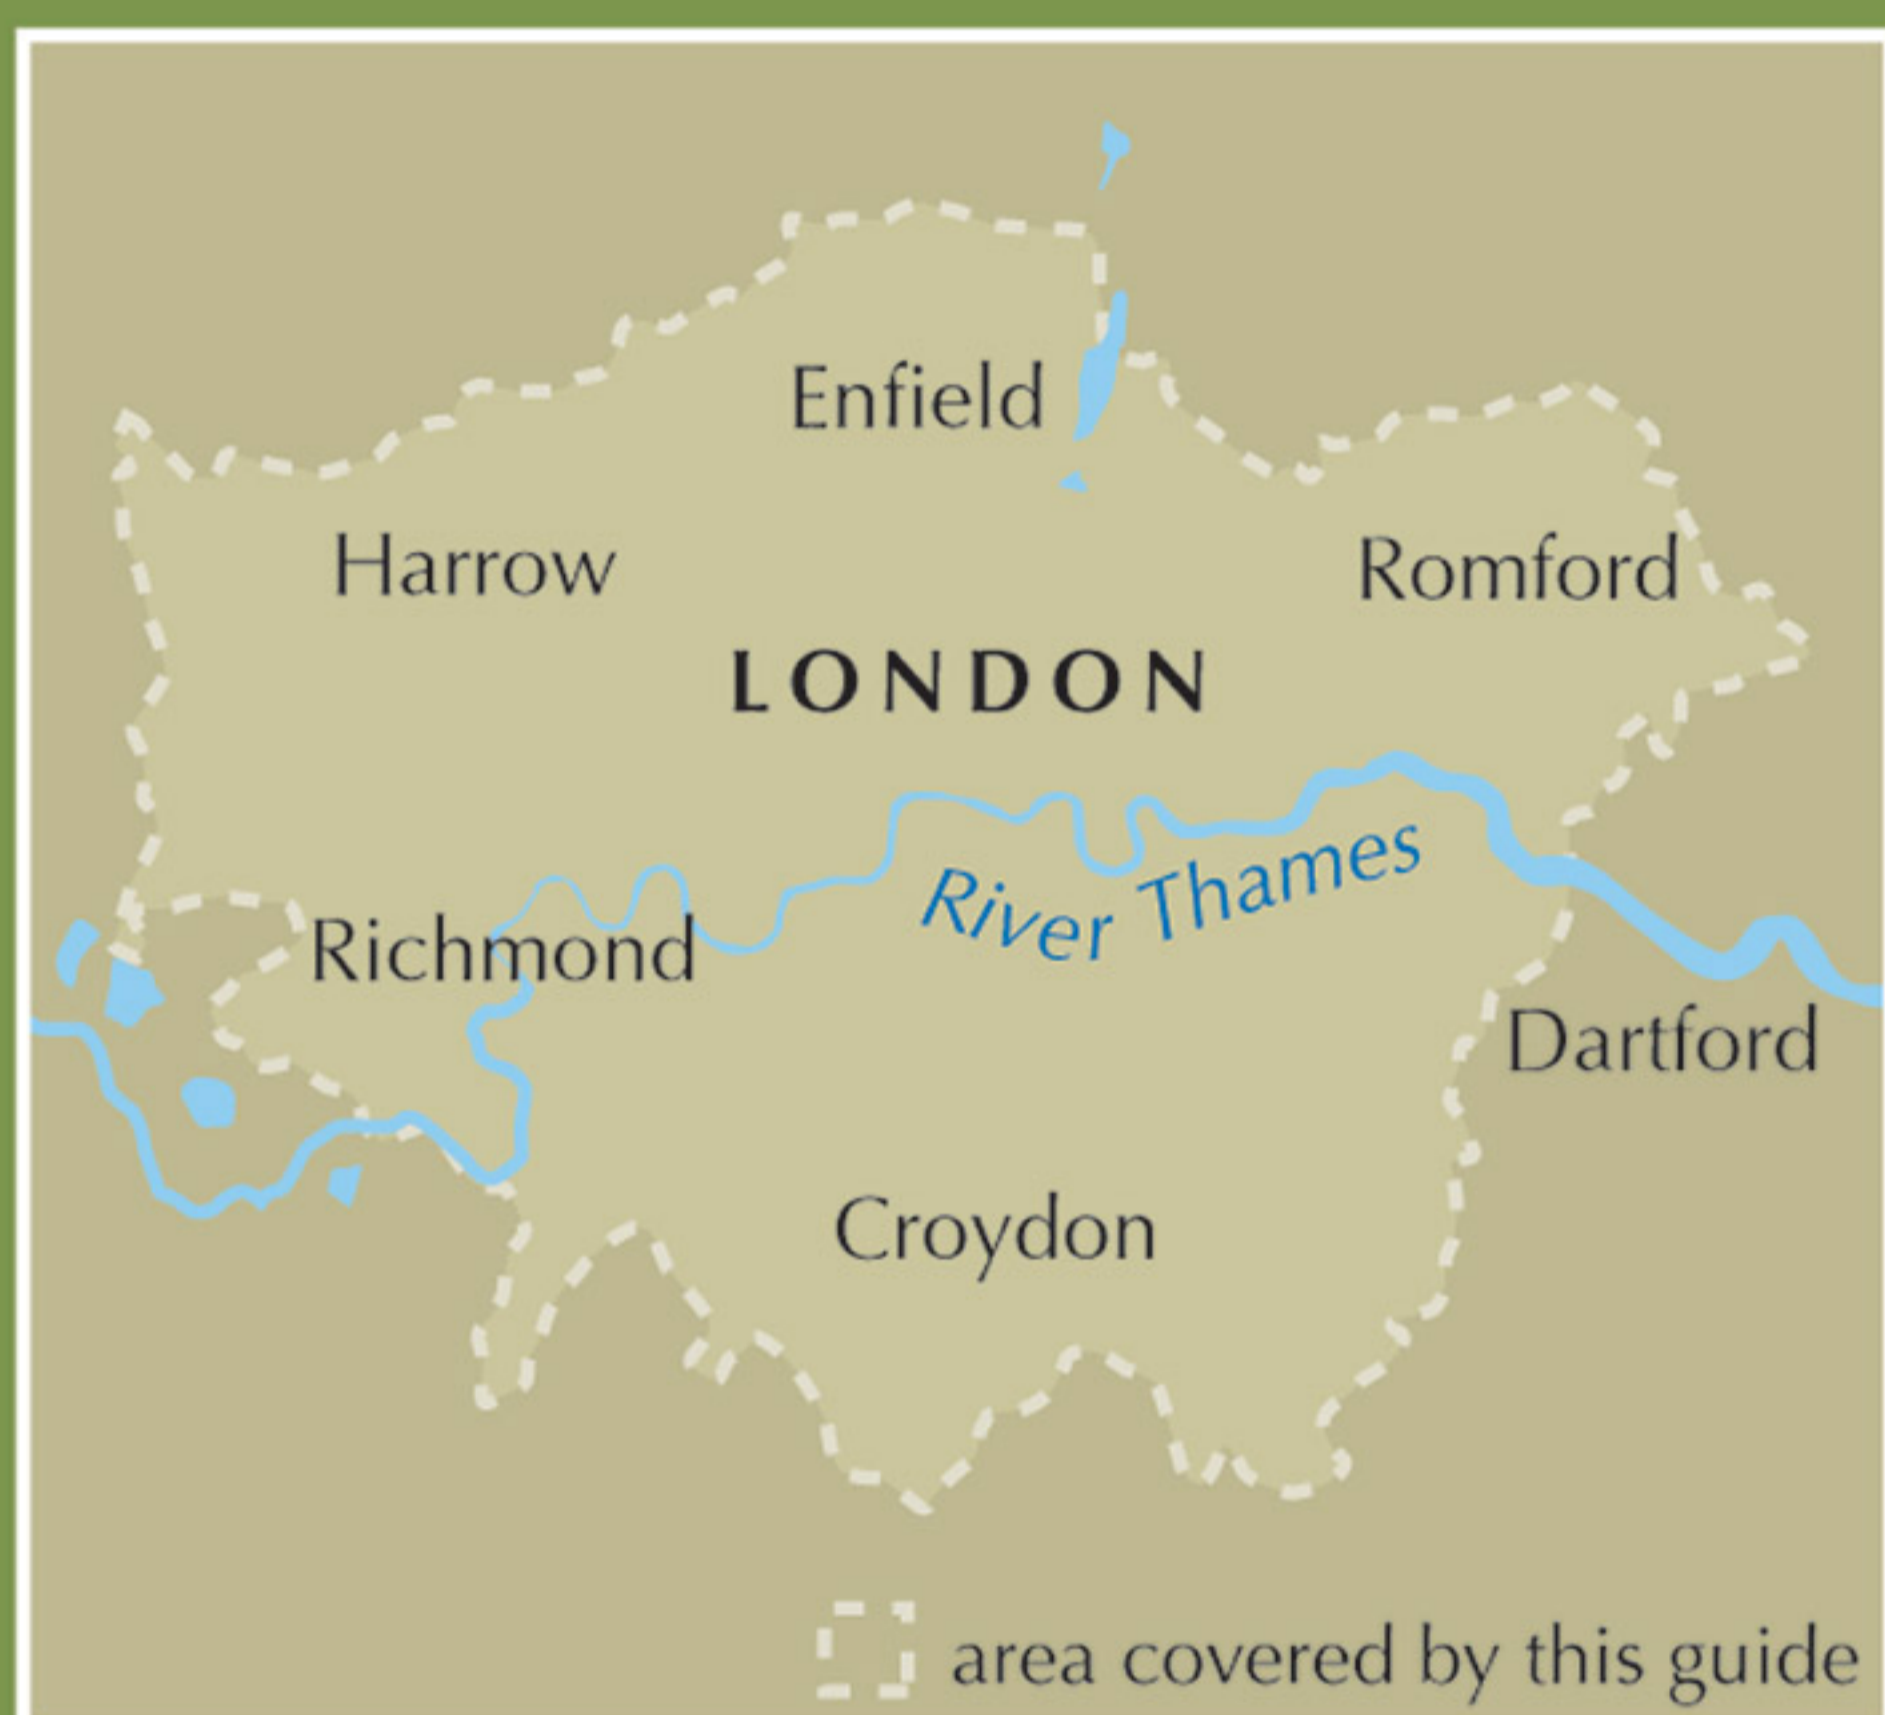 Enfield
Harrow
Romford
LONDON
River Thames
Richmond
Dartford
Croydon
area covered by this guide